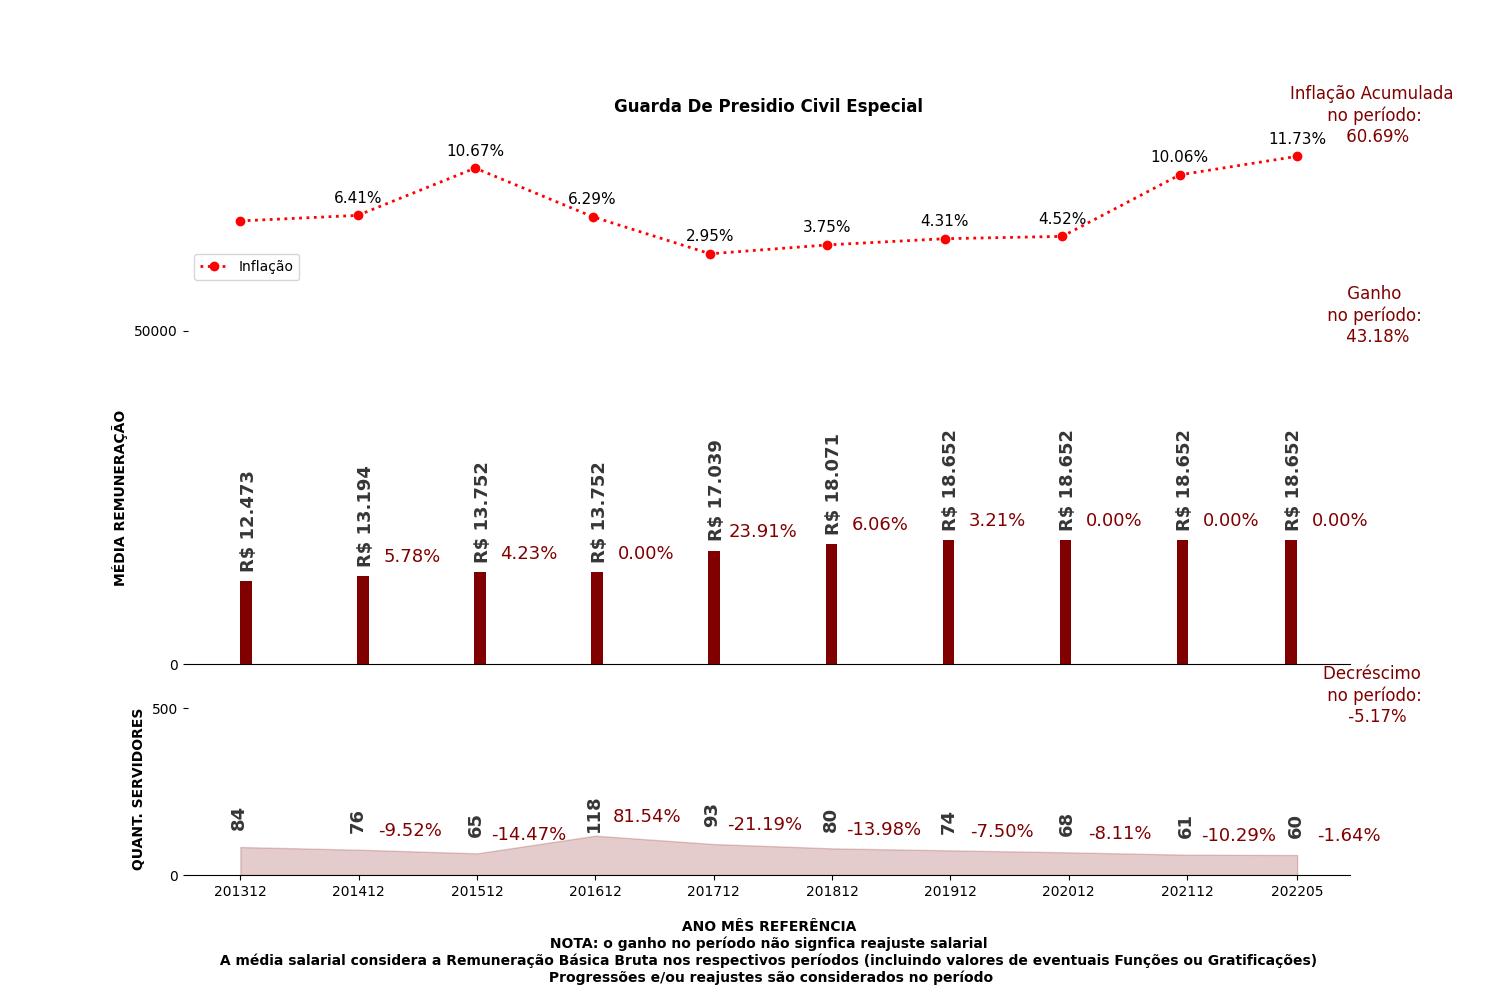 Guarda De Presidio Civil Especial
Inflação Acumulada
no período:
60.69%
6.41%
10.67%
6.29%
2.95%
3.75%
4.31%
4.52%
10.06%
11.73%
Inflação
Ganho
no período:
43.18%
50000
0
MÉDIA REMUNERAÇÃO
R$ 12.473
R$ 13.194
5.78%
R$ 13.752
4.23%
R$ 13.752
0.00%
R$ 17.039
23.91%
R$ 18.071
6.06%
R$ 18.652
3.21%
R$ 18.652
0.00%
R$ 18.652
0.00%
R$ 18.652
0.00%
Decréscimo
no período:
-5.17%
500
0
QUANT. SERVIDORES
84
76
-9.52%
65
-14.47%
118
81.54%
93
-21.19%
80
-13.98%
74
-7.50%
68
-8.11%
61
-10.29%
60
-1.64%
201312
201412
201512
201612
201712
201812
201912
202012
202112
202205
ANO MÊS REFERÊNCIA
NOTA: o ganho no período não signfica reajuste salarial
A média salarial considera a Remuneração Básica Bruta nos respectivos períodos (incluindo valores de eventuais Funções ou Gratificações)
Progressões e/ou reajustes são considerados no período